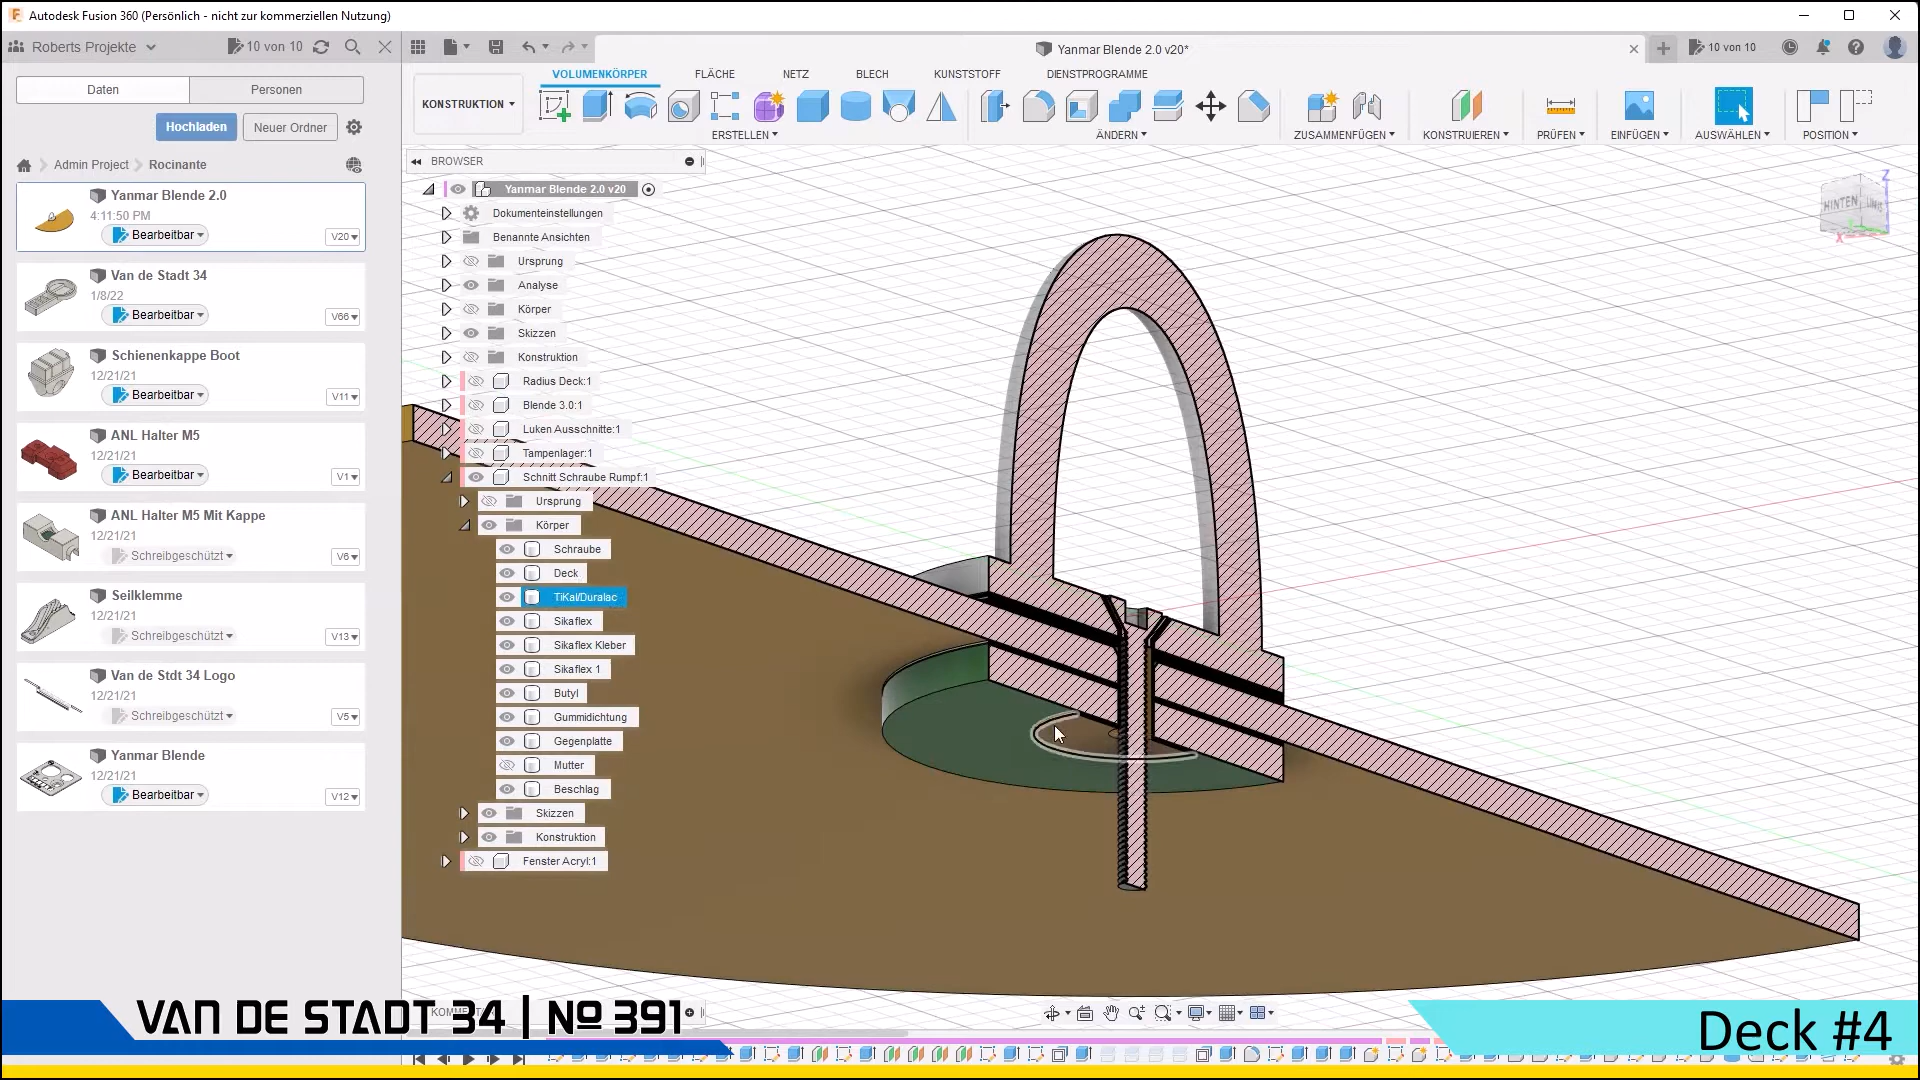 Autodesk Fusion 360 (Persönlich - nicht zur kommerziellen Nutzung)
Roberts Projekte
10 von 10
Yanmar Blende 2.0 v20*
10 von 10
Daten
Personen
Hochladen
Neuer Ordner
Admin Project
Rocinante
Yanmar Blende 2.0
4:11:50 PM
Bearbeitbar
V20
Van de Stadt 34
1/8/22
Bearbeitbar
V66
Schienenkappe Boot
12/21/21
Bearbeitbar
V11
ANL Halter M5
12/21/21
Bearbeitbar
V1
ANL Halter M5 Mit Kappe
12/21/21
Schreibgeschützt
V6
Seilklemme
12/21/21
Schreibgeschützt
V13
Van de Stdt 34 Logo
12/21/21
Schreibgeschützt
V5
Yanmar Blende
12/21/21
Bearbeitbar
V12
KONSTRUKTION
VOLUMENKÖRPER
FLÄCHE
NETZ
BLECH
KUNSTSTOFF
DIENSTPROGRAMME
ERSTELLEN
ÄNDERN
ZUSAMMENFÜGEN
KONSTRUIEREN
PRÜFEN
EINFÜGEN
AUSWÄHLEN
POSITION
BROWSER
Yanmar Blende 2.0 v20
Dokumenteinstellungen
Benannte Ansichten
Ursprung
Analyse
Körper
Skizzen
Konstruktion
Radius Deck:1
Blende 3.0:1
Luken Ausschnitte:1
Tampenlager:1
Schnitt Schraube Rumpf:1
Ursprung
Körper
Schraube
Deck
TiKal/Duralac
Sikaflex
Sikaflex Kleber
Sikaflex 1
Butyl
Gummidichtung
Gegenplatte
Mutter
Beschlag
Skizzen
Konstruktion
Fenster Acryl:1
HINTEN
Z
X
VAN DE STADT 34 | Nº 391
Deck #4